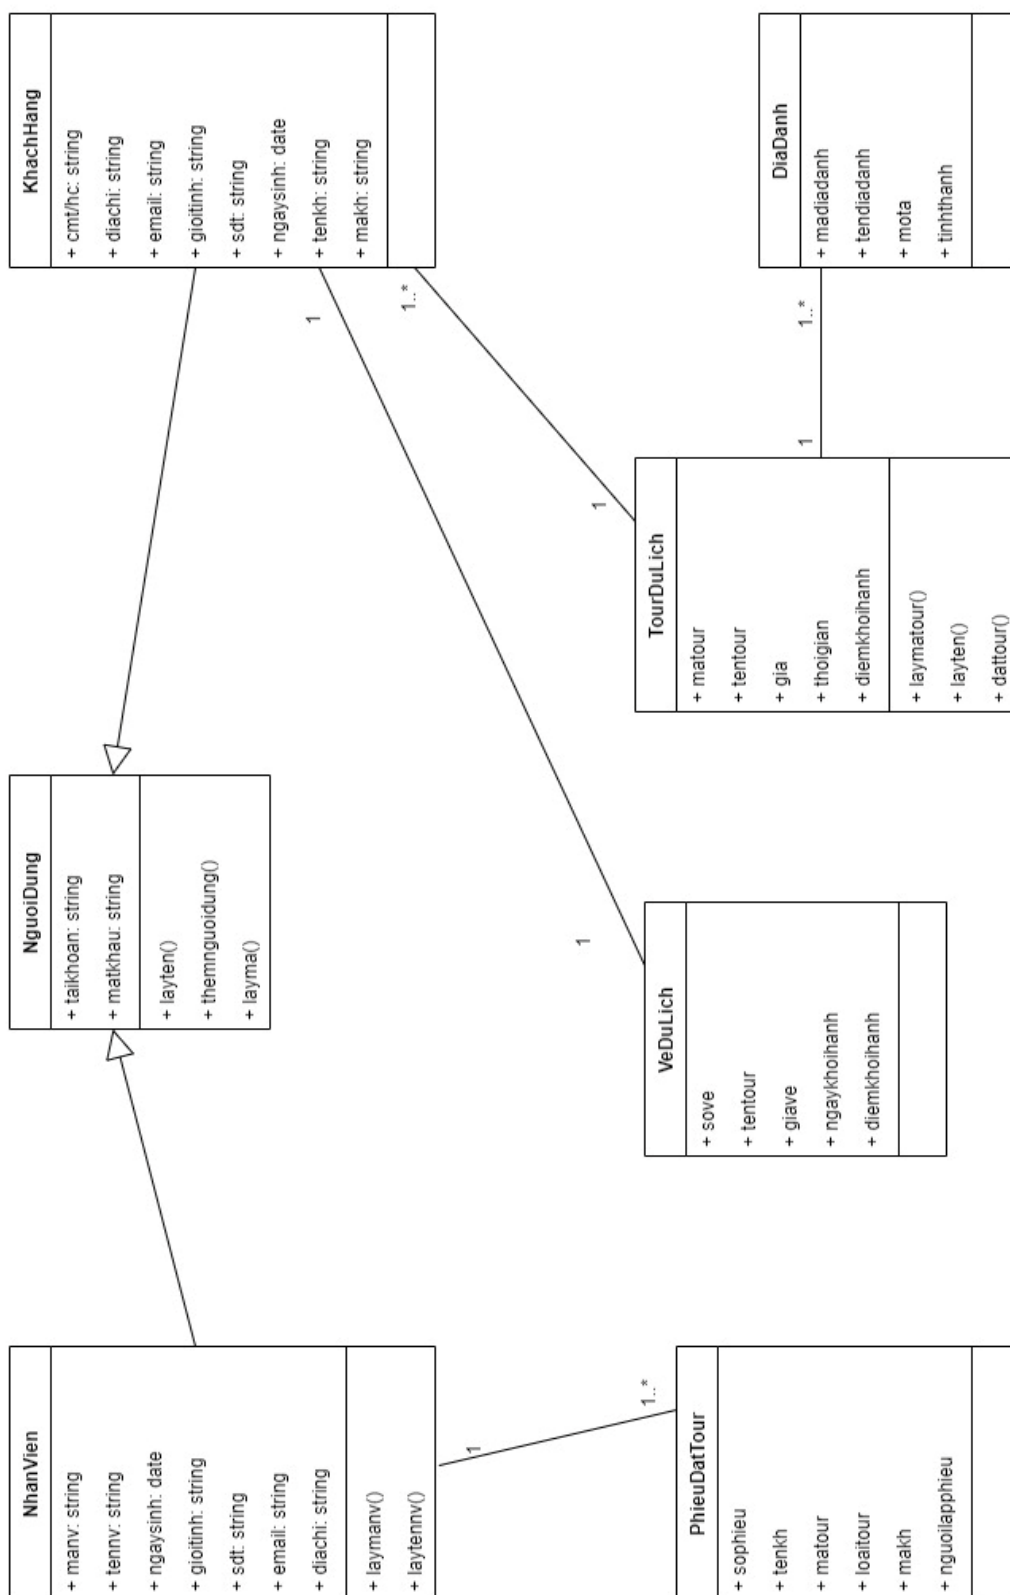 NhanVien
+ manv: string
+ tennv: string
+ ngaysinh: date
+ gioitinh: string
+ sdt: string
+ email: string
+ diachi: string
+ laymanv()
+ laytennv()
NguoiDung
+ taikhoan: string
+ matkhau: string
+ layten()
+ themnguoidung()
+ layma()
KhachHang
+ cmt/hc: string
+ diachi: string
+ email: string
+ gioitinh: string
+ sdt: string
+ ngaysinh: date
+ tenkh: string
+ makh: string
1
1..*
1
1
1..*
1
1
1..*
PhieuDatTour
+ sophieu
+ tenkh
+ matour
+ loaitour
+ makh
+ nguoilapphieu
VeDuLich
+ sove
+ tentour
+ giave
+ ngaykhoihanh
+ diemkhoihanh
TourDuLich
+ matour
+ tentour
+ gia
+ thoigian
+ diemkhoihanh
+ laymatour()
+ layten()
+ dattour()
DiaDanh
+ madiadanh
+ tendiadanh
+ mota
+ tinhthanh